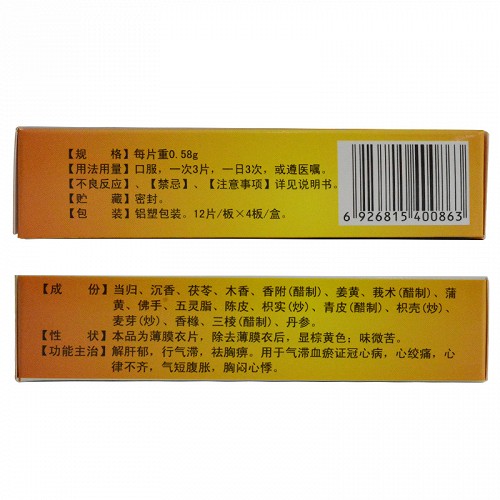 【规　　格】每片重0.58g
【用法用量】口服，一次3片，一日3次，或遵医嘱。
【不良反应】、【禁忌】、【注意事项】详见说明书。
【贮　　藏】密封。
【包　　装】铝塑包装。12片/板×4板/盒。
6 926815 400863
【成　　份】当归、沉香、茯苓、木香、香附(醋制)、姜黄、莪术(醋制)、蒲
黄、佛手、五灵脂、陈皮、枳实(炒)、青皮(醋制)、枳壳(炒)、
麦芽(炒)、香橼、三棱(醋制)、丹参。
【性　　状】本品为薄膜衣片，除去薄膜衣后，显棕黄色；味微苦。
【功能主治】解肝郁，行气滞，祛胸痹。用于气滞血瘀证冠心病，心绞痛，心
律不齐，气短腹胀，胸闷心悸。